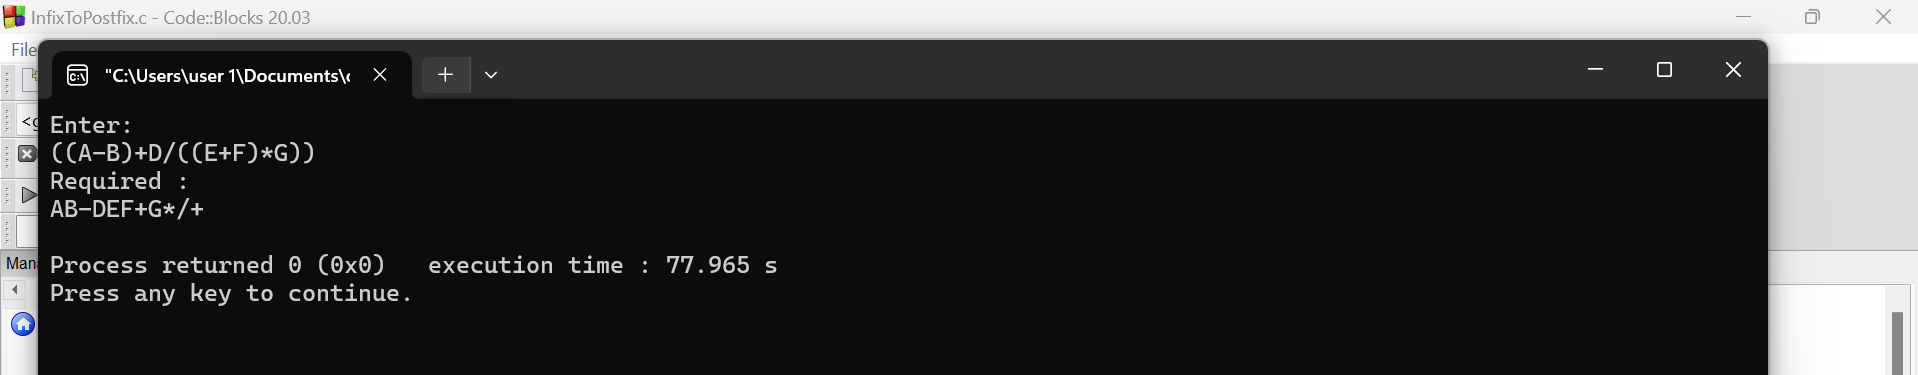 InfixToPostfix.c - Code::Blocks 20.03
File
"C:\Users\user 1\Documents\
Enter:
((A-B)+D/((E+F)*G))
Required :
AB-DEF+G*/+
Process returned 0 (0x0)   execution time : 77.965 s
Press any key to continue.